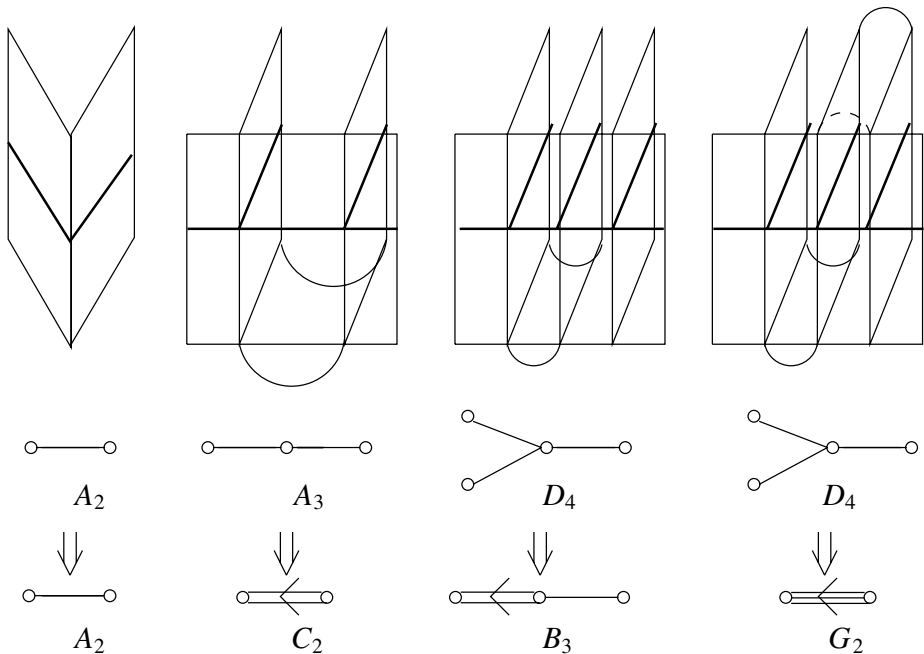 A₂ A₃ D₄ D₄
A₂ C₂ B₃ G₂